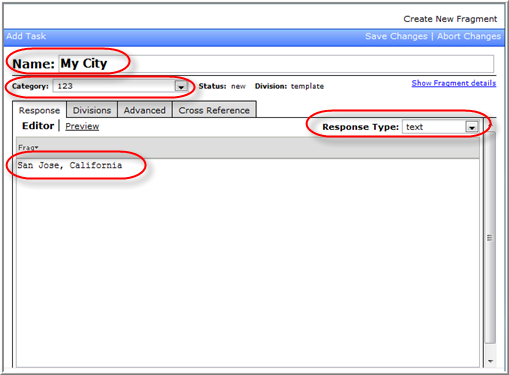 Create New Fragment
Add Task Save Changes | Abort Changes
Name: My City
Category: 123 Status: new Division: template Show Fragment details
Response Divisions Advanced Cross Reference
Editor | Preview Response Type: text
Frag
San Jose, California